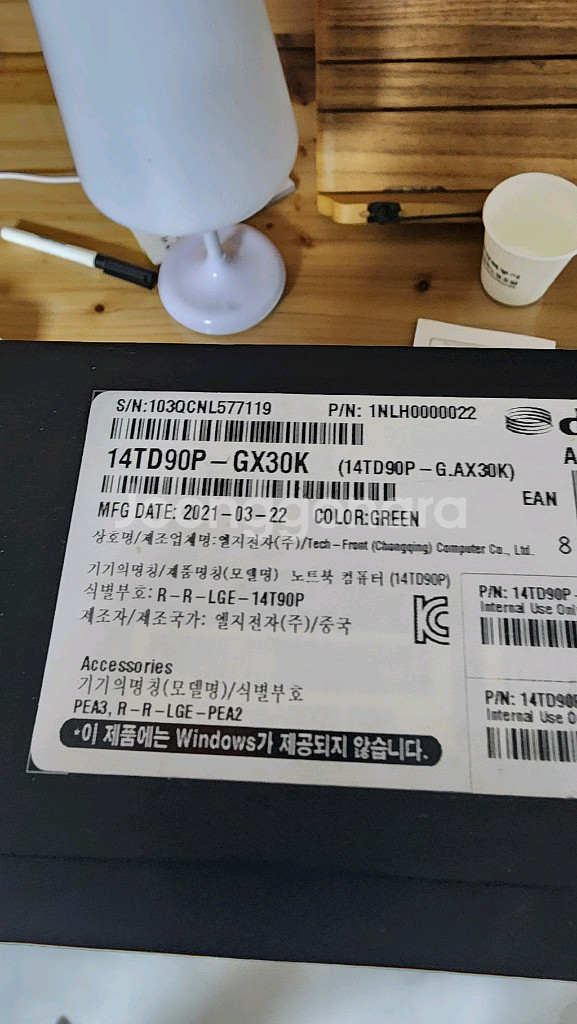 S/N:103QCNL577119 P/N: 1NLH0000022
14TD90P-GX30K (14TD90P-G.AX30K)
EAN
MFG DATE: 2021-03-22 COLOR:GREEN
Joonggonara
상호명/제조업체명:엘지전자(주)/Tech-Front (Chongqing) Computer Co., Ltd. 8
기기의명칭/제품명칭(모델명) 노트북 컴퓨터 (14TD90P)
식별부호: R-R-LGE-14T90P
제조자/제조국가: 엘지전자(주)/중국
P/N: 14TD90P-
Internal Use Onl
Accessories
기기의명칭(모델명)/식별부호
PEA3, R-R-LGE-PEA2
P/N: 14TD90
Internal Use O
*이 제품에는 Windows가 제공되지 않습니다.